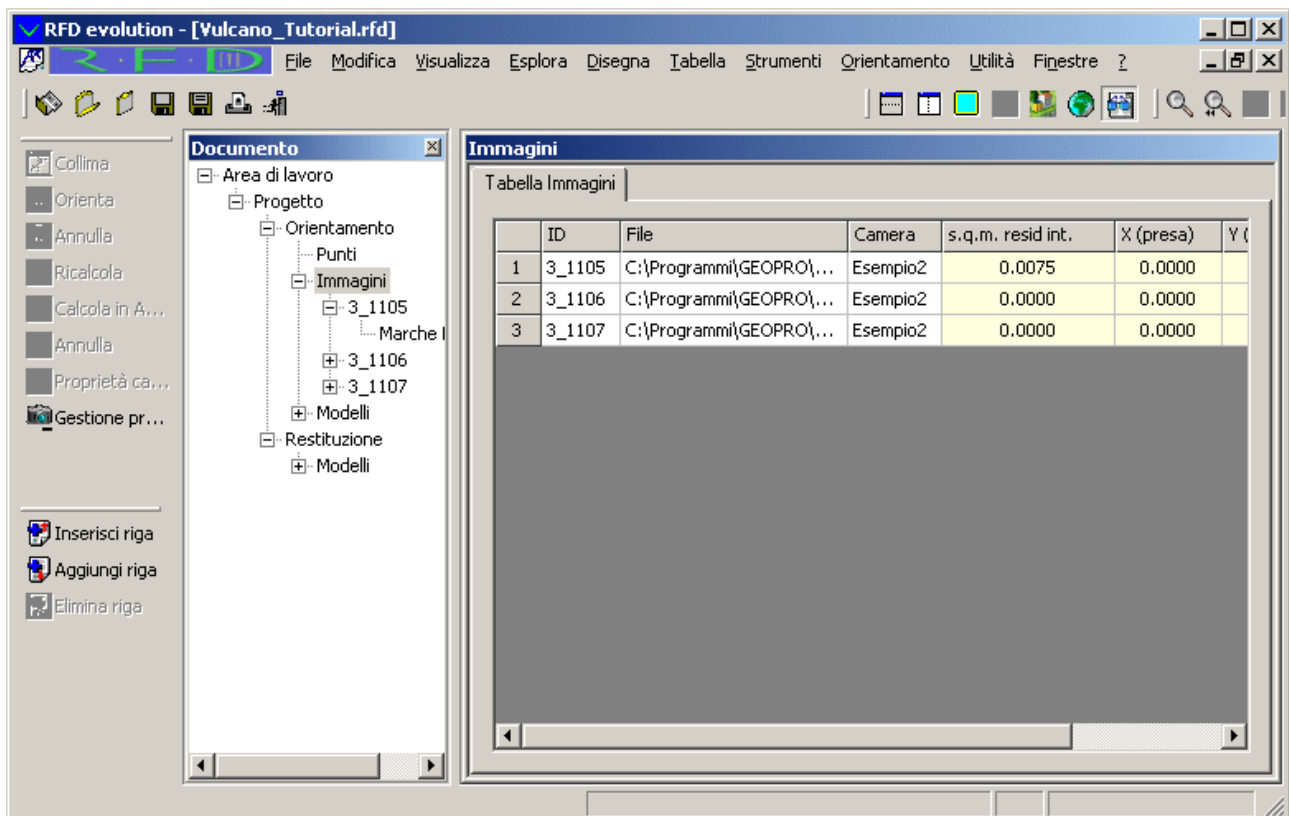 RFD evolution - [Vulcano_Tutorial.rfd]
R · F · D File Modifica Visualizza Esplora Disegna Tabella Strumenti Orientamento Utilità Finestre ?
Collima
Orienta
Annulla
Ricalcola
Calcola in A...
Annulla
Proprietà ca...
Gestione pr...
Inserisci riga
Aggiungi riga
Elimina riga
Documento
Area di lavoro
Progetto
Orientamento
Punti
Immagini
3_1105
Marche I
3_1106
3_1107
Modelli
Restituzione
Modelli
Immagini
Tabella Immagini
ID File Camera s.q.m. resid int. X (presa) Y (
1 3_1105 C:\Programmi\GEOPRO\... Esempio2 0.0075 0.0000
2 3_1106 C:\Programmi\GEOPRO\... Esempio2 0.0000 0.0000
3 3_1107 C:\Programmi\GEOPRO\... Esempio2 0.0000 0.0000